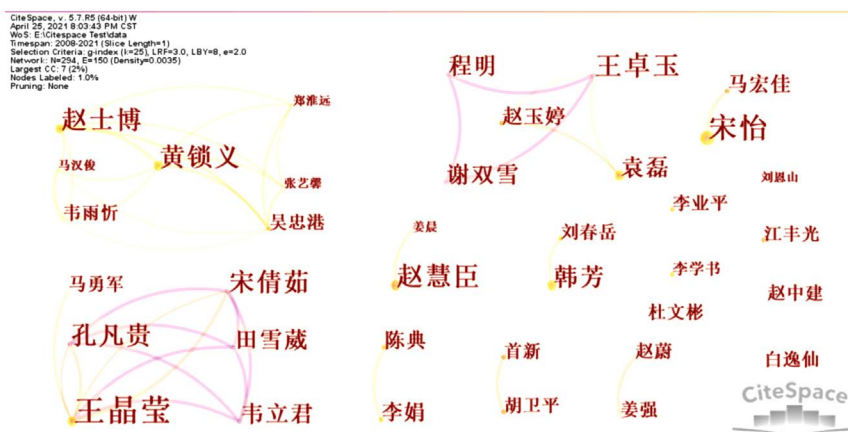 CiteSpace, v. 5.7.R5 (64-bit) W
April 25, 2021 8:03:43 PM CST
WoS: E:\Citespace Test\data
Timespan: 2008-2021 (Slice Length=1)
Selection Criteria: g-index (k=25), LRF=3.0, LBY=8, e=2.0
Network: N=294, E=150 (Density=0.0035)
Largest CC: 7 (2%)
Nodes Labeled: 1.0%
Pruning: None
程明
王卓玉
马宏佳
郑淮远
赵士博
赵玉婷
宋怡
黄锁义
马汉俊
谢双雪
袁磊
刘恩山
张艺馨
韦雨忻
吴忠港
李业平
姜晨
刘春岳
江丰光
马勇军
宋倩茹
赵慧臣
韩芳
李学书
赵中建
杜文彬
孔凡贵
田雪葳
陈典
首新
赵蔚
白逸仙
王晶莹
韦立君
李娟
胡卫平
姜强
CiteSpace